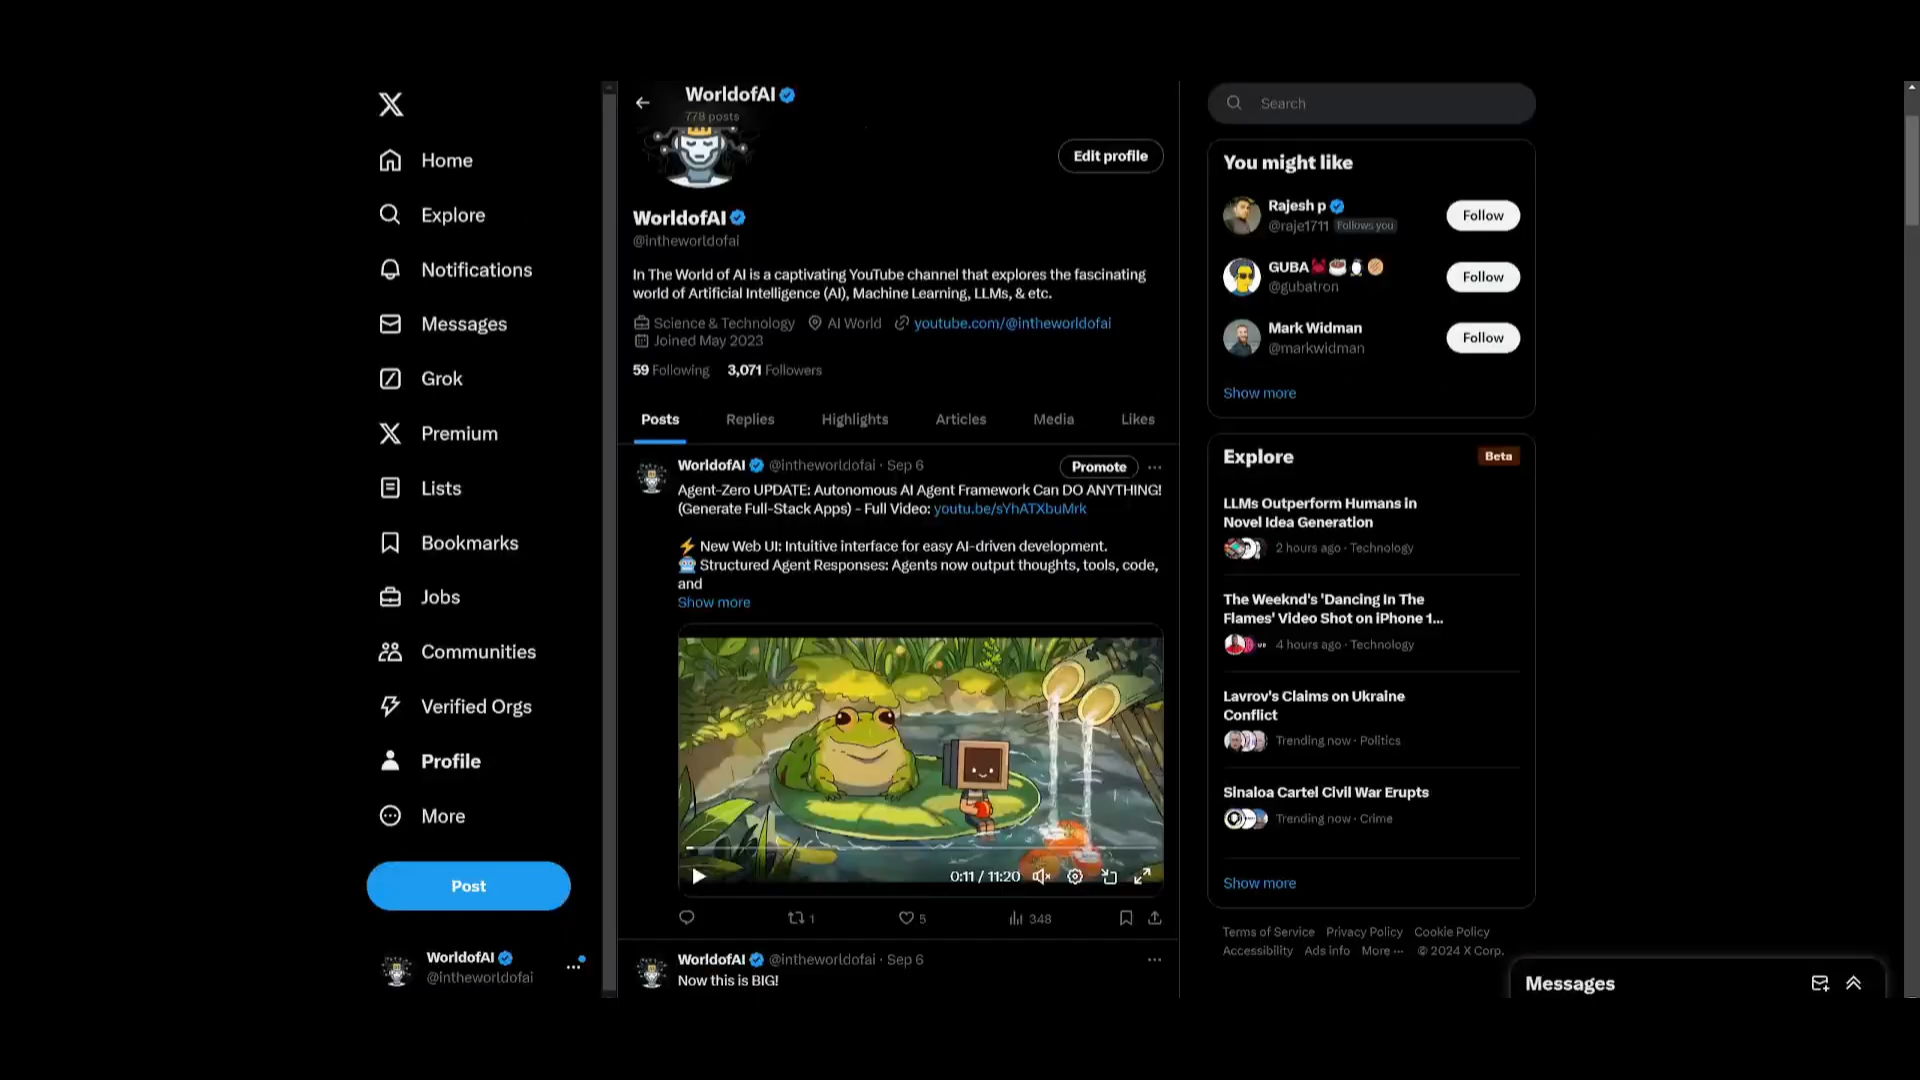 Home
Explore
Notifications
Messages
Grok
Premium
Lists
Bookmarks
Jobs
Communities
Verified Orgs
Profile
More
Post
WorldofAI
@intheworldofai
WorldofAI
778 posts
Edit profile
WorldofAI
@intheworldofai
In The World of AI is a captivating YouTube channel that explores the fascinating
world of Artificial Intelligence (AI), Machine Learning, LLMs, & etc.
Science & Technology AI World youtube.com/@intheworldofai
Joined May 2023
59 Following 3,071 Followers
Posts Replies Highlights Articles Media Likes
WorldofAI @intheworldofai · Sep 6 Promote
Agent-Zero UPDATE: Autonomous AI Agent Framework Can DO ANYTHING!
(Generate Full-Stack Apps) - Full Video: youtu.be/sYhATXbuMrk
⚡ New Web UI: Intuitive interface for easy AI-driven development.
🤖 Structured Agent Responses: Agents now output thoughts, tools, code,
and
Show more
0:11 / 11:20
1 5 348
WorldofAI @intheworldofai · Sep 6
Now this is BIG!
Search
You might like
Rajesh p
@raje1711 Follows you
Follow
GUBA
@gubatron
Follow
Mark Widman
@markwidman
Follow
Show more
Explore Beta
LLMs Outperform Humans in
Novel Idea Generation
2 hours ago · Technology
The Weeknd's 'Dancing In The
Flames' Video Shot on iPhone 1...
4 hours ago · Technology
Lavrov's Claims on Ukraine
Conflict
Trending now · Politics
Sinaloa Cartel Civil War Erupts
Trending now · Crime
Show more
Terms of Service Privacy Policy Cookie Policy
Accessibility Ads info More ··· © 2024 X Corp.
Messages